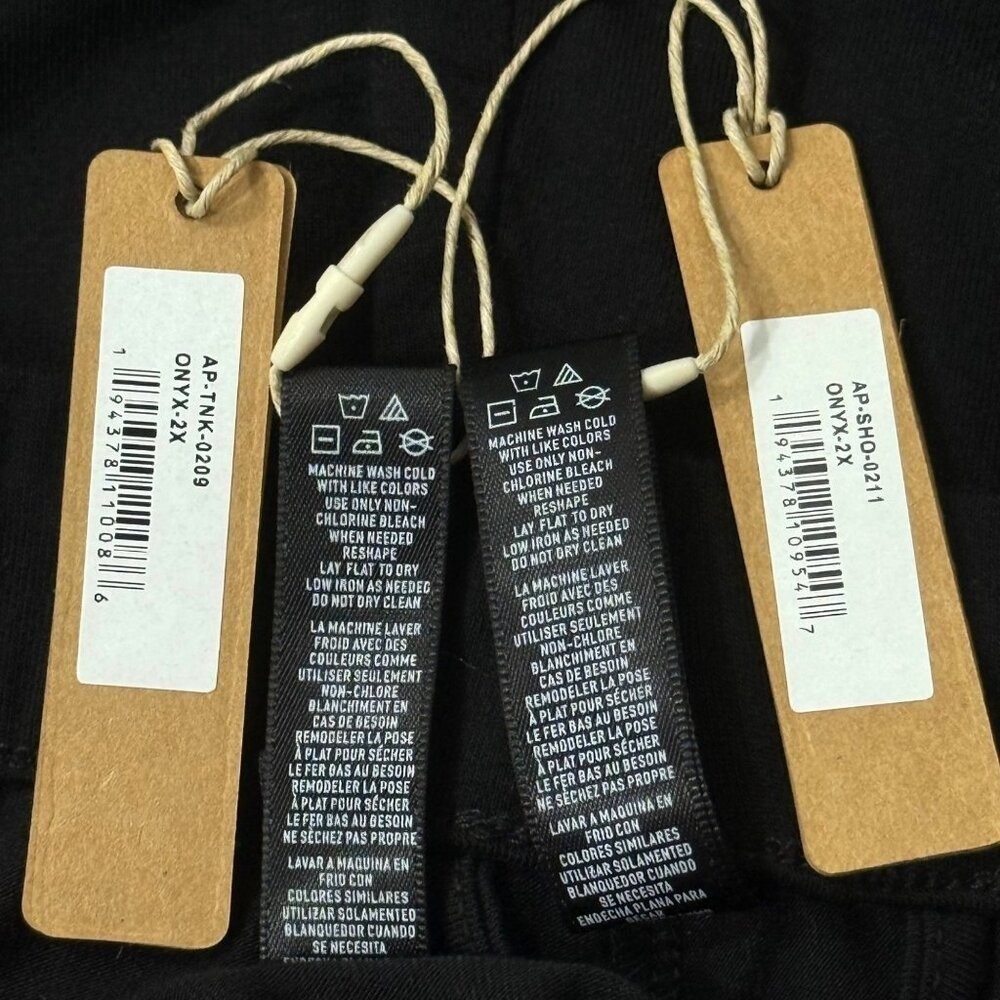 AP-TNK-0209
ONYX-2X
1 94378 11008 6
MACHINE WASH COLD
WITH LIKE COLORS
USE ONLY NON-
CHLORINE BLEACH
WHEN NEEDED
RESHAPE
LAY FLAT TO DRY
LOW IRON AS NEEDED
DO NOT DRY CLEAN
LA MACHINE LAVER
FROID AVEC DES
COULEURS COMME
UTILISER SEULEMENT
NON-CHLORE
BLANCHIMENT EN
CAS DE BESOIN
REMODELER LA POSE
À PLAT POUR SÉCHER
LE FER BAS AU BESOIN
REMODELER LA POSE
À PLAT POUR SÉCHER
LE FER BAS AU BESOIN
NE SÈCHEZ PAS PROPRE
LAVAR A MAQUINA EN
FRIO CON
COLORES SIMILARES
UTILIZAR SOLAMENTED
BLANQUEDOR CUANDO
SE NECESITA
MACHINE WASH COLD
WITH LIKE COLORS
USE ONLY NON-
CHLORINE BLEACH
WHEN NEEDED
RESHAPE
LAY FLAT TO DRY
LOW IRON AS NEEDED
DO NOT DRY CLEAN
LA MACHINE LAVER
FROID AVEC DES
COULEURS COMME
UTILISER SEULEMENT
NON-CHLORE
BLANCHIMENT EN
CAS DE BESOIN
REMODELER LA POSE
À PLAT POUR SÉCHER
LE FER BAS AU BESOIN
REMODELER LA POSE
À PLAT POUR SÉCHER
LE FER BAS AU BESOIN
NE SÈCHEZ PAS PROPRE
LAVAR A MAQUINA EN
FRIO CON
COLORES SIMILARES
UTILIZAR SOLAMENTED
BLANQUEDOR CUANDO
SE NECESITA
ENDECHA PLANA PARA
AP-SHO-0211
ONYX-2X
1 94378 10954 7